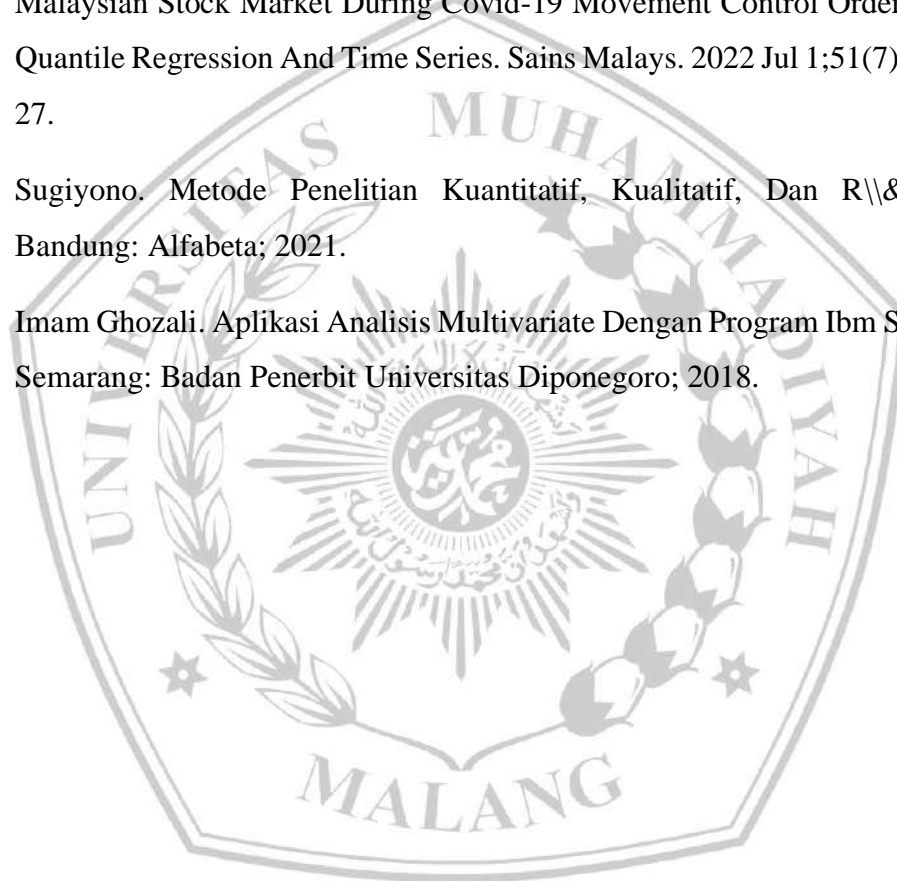 Malaysian Stock Market During Covid-19 Movement Control Order
Quantile Regression And Time Series. Sains Malays. 2022 Jul 1;51(7)
27.
Sugiyono. Metode Penelitian Kuantitatif, Kualitatif, Dan R\\&
Bandung: Alfabeta; 2021.
Imam Ghozali. Aplikasi Analisis Multivariate Dengan Program Ibm S
Semarang: Badan Penerbit Universitas Diponegoro; 2018.
UNIVERSITAS MUHAMMADIYAH
MALANG